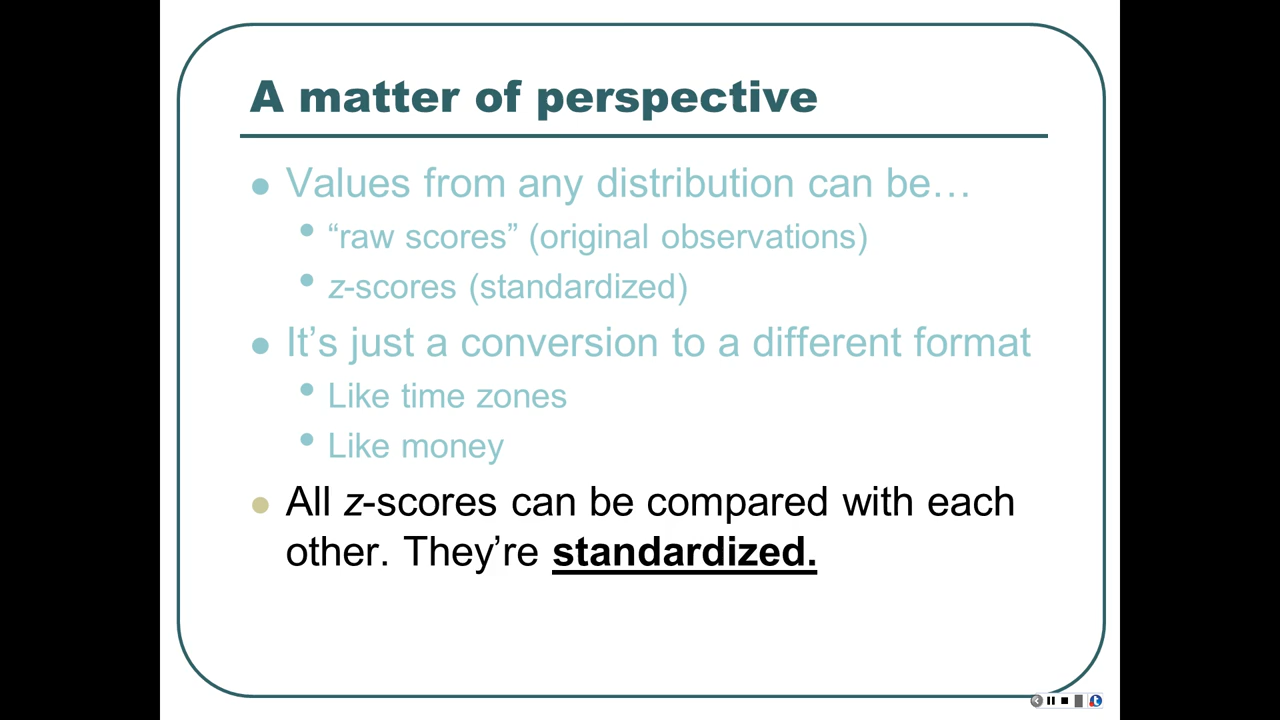 A matter of perspective
Values from any distribution can be…
“raw scores” (original observations)
z-scores (standardized)
It’s just a conversion to a different format
Like time zones
Like money
All z-scores can be compared with each
other. They’re standardized.